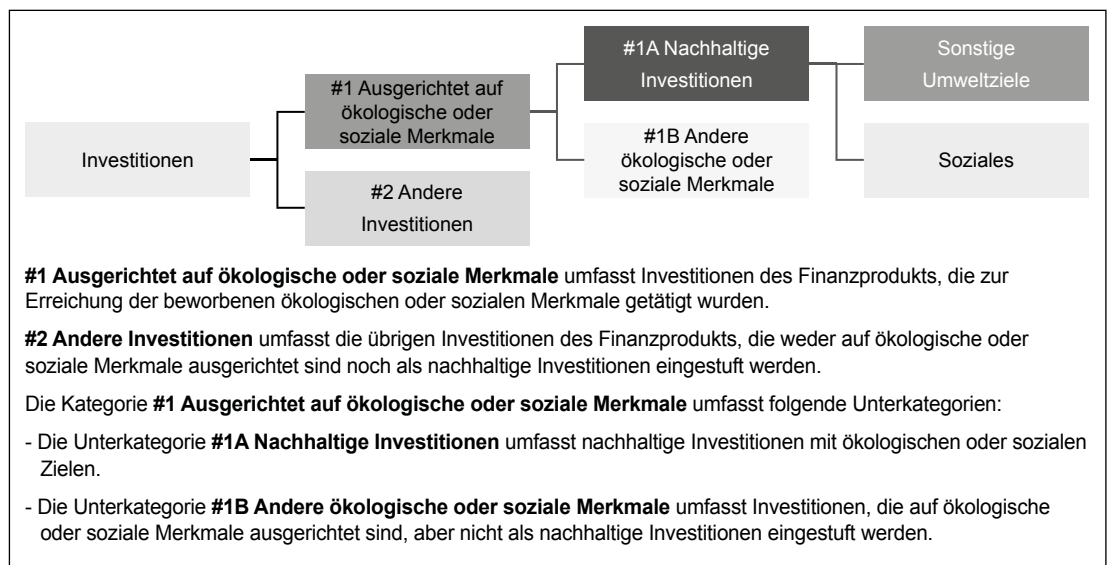 Investitionen
#1 Ausgerichtet auf
ökologische oder
soziale Merkmale
#2 Andere
Investitionen
#1A Nachhaltige
Investitionen
#1B Andere
ökologische oder
soziale Merkmale
Sonstige
Umweltziele
Soziales
#1 Ausgerichtet auf ökologische oder soziale Merkmale umfasst Investitionen des Finanzprodukts, die zur
Erreichung der beworbenen ökologischen oder sozialen Merkmale getätigt wurden.
#2 Andere Investitionen umfasst die übrigen Investitionen des Finanzprodukts, die weder auf ökologische oder
soziale Merkmale ausgerichtet sind noch als nachhaltige Investitionen eingestuft werden.
Die Kategorie #1 Ausgerichtet auf ökologische oder soziale Merkmale umfasst folgende Unterkategorien:
- Die Unterkategorie #1A Nachhaltige Investitionen umfasst nachhaltige Investitionen mit ökologischen oder sozialen
Zielen.
- Die Unterkategorie #1B Andere ökologische oder soziale Merkmale umfasst Investitionen, die auf ökologische
oder soziale Merkmale ausgerichtet sind, aber nicht als nachhaltige Investitionen eingestuft werden.